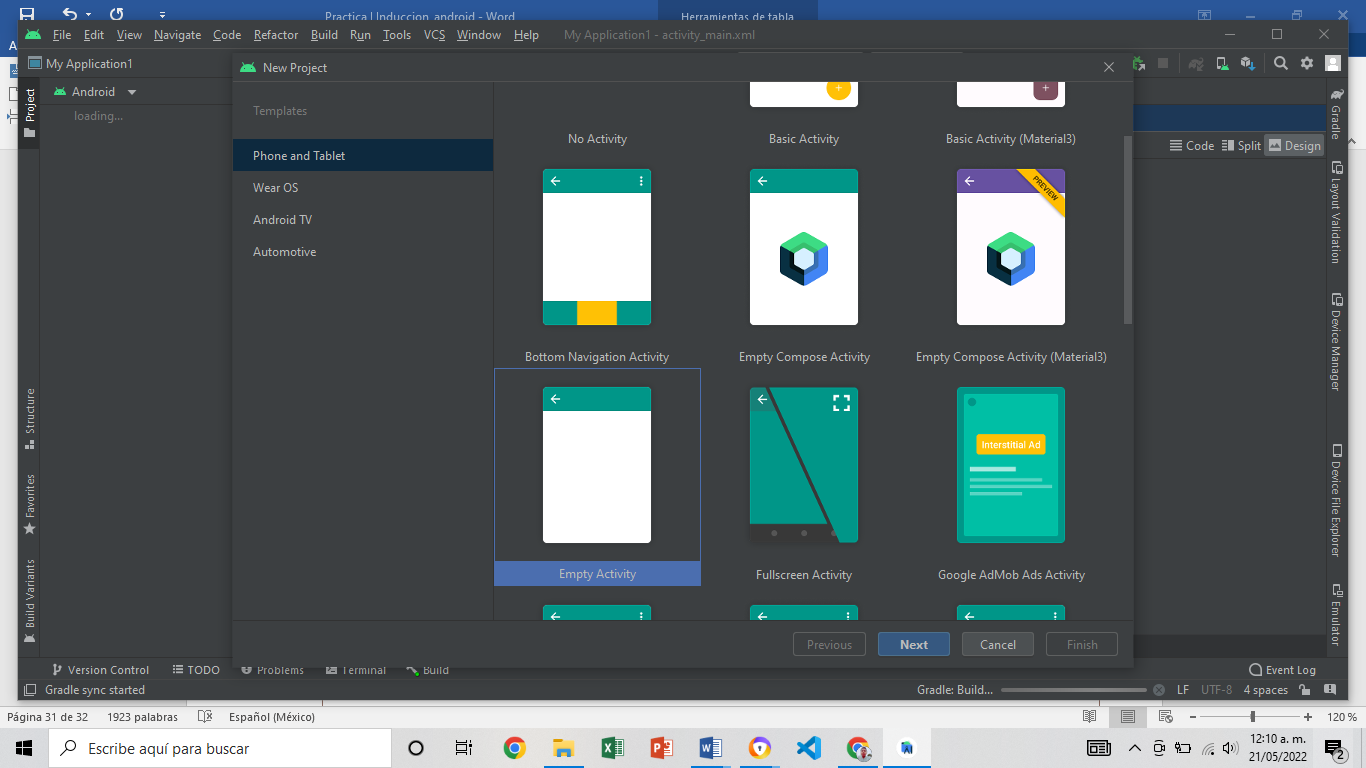 Practica I Induccion android - Word
Herramientas de tabla
File Edit View Navigate Code Refactor Build Run Tools VCS Window Help My Application1 - activity_main.xml
My Application1
New Project
Project
Android
loading...
Templates
Phone and Tablet
Wear OS
Android TV
Automotive
No Activity
Basic Activity
Basic Activity (Material3)
PREVIEW
Bottom Navigation Activity
Empty Compose Activity
Empty Compose Activity (Material3)
Interstitial Ad
Empty Activity
Fullscreen Activity
Google AdMob Ads Activity
Previous
Next
Cancel
Finish
Code Split Design
Gradle
Layout Validation
Device Manager
Device File Explorer
Emulator
Structure
Favorites
Build Variants
Version Control TODO Problems Terminal Build Event Log
Gradle sync started Gradle: Build... LF UTF-8 4 spaces
Página 31 de 32 1923 palabras Español (México) 120 %
Escribe aquí para buscar
12:10 a. m.
21/05/2022
2